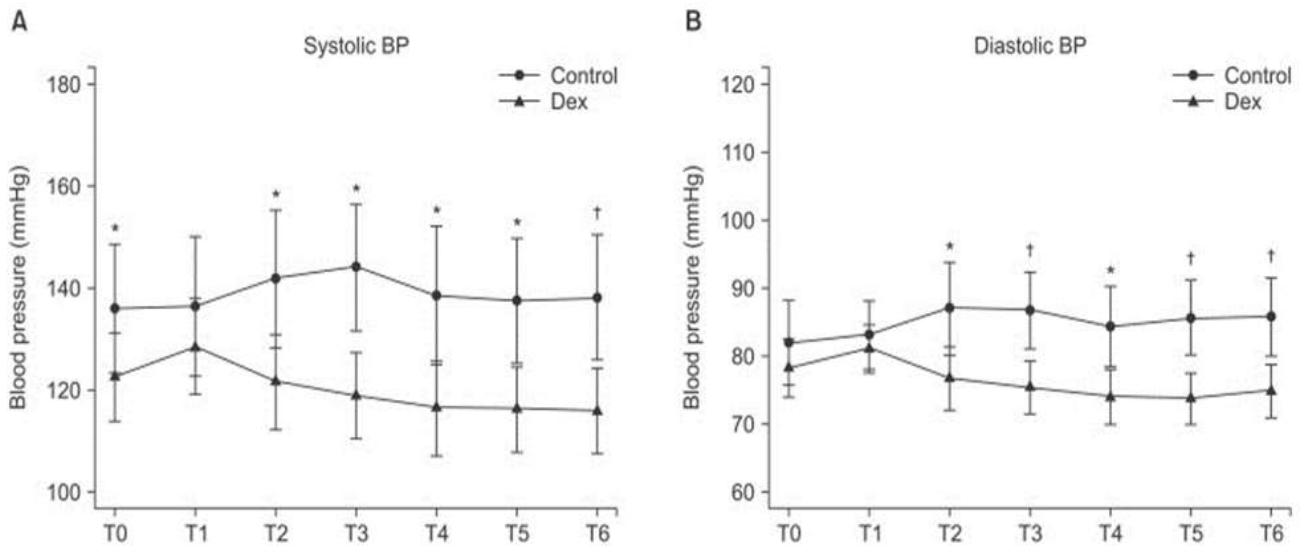 A
Systolic BP
Blood pressure (mmHg)
180
160
140
120
100
Control
Dex
*
*
*
*
*
†
T0 T1 T2 T3 T4 T5 T6
B
Diastolic BP
Blood pressure (mmHg)
120
110
100
90
80
70
60
Control
Dex
*
†
*
†
†
T0 T1 T2 T3 T4 T5 T6